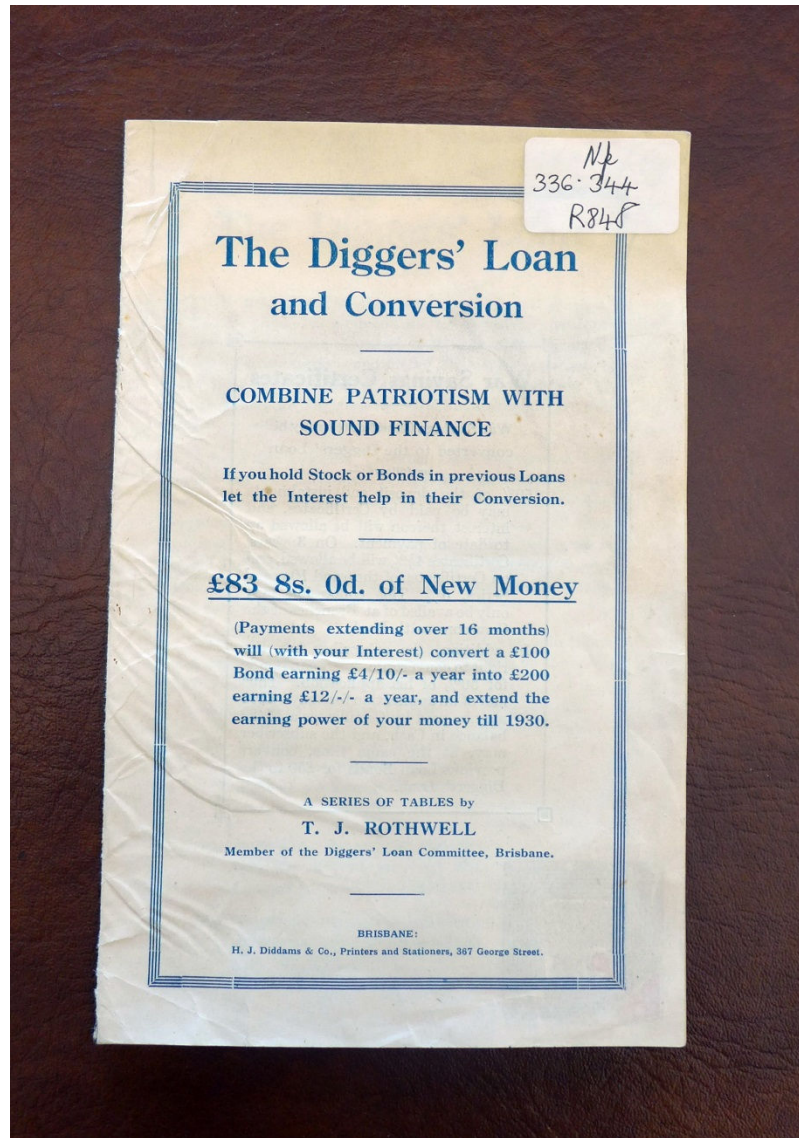 336.344
R848
The Diggers' Loan
and Conversion
COMBINE PATRIOTISM WITH
SOUND FINANCE
If you hold Stock or Bonds in previous Loans
let the Interest help in their Conversion.
£83 8s. 0d. of New Money
(Payments extending over 16 months)
will (with your Interest) convert a £100
Bond earning £4/10/- a year into £200
earning £12/-/- a year, and extend the
earning power of your money till 1930.
A SERIES OF TABLES by
T. J. ROTHWELL
Member of the Diggers' Loan Committee, Brisbane.
BRISBANE:
H. J. Diddams & Co., Printers and Stationers, 367 George Street.